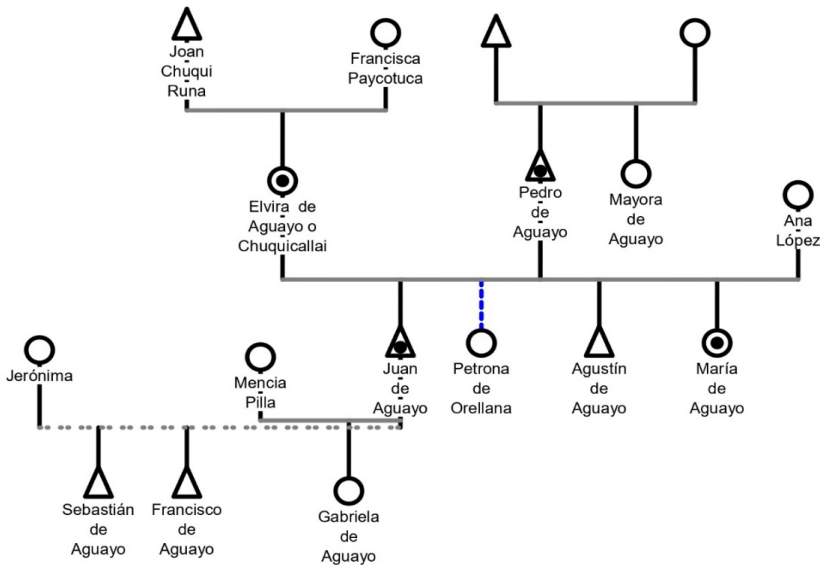 Joan
Chuqui
Runa
Francisca
Paycotuca
Elvira de
Aguayo o
Chuquicallai
Pedro
de
Aguayo
Mayora
de
Aguayo
Ana
López
Jerónima
Mencia
Pilla
Juan
de
Aguayo
Petrona
de
Orellana
Agustín
de
Aguayo
María
de
Aguayo
Sebastián
de
Aguayo
Francisco
de
Aguayo
Gabriela
de
Aguayo